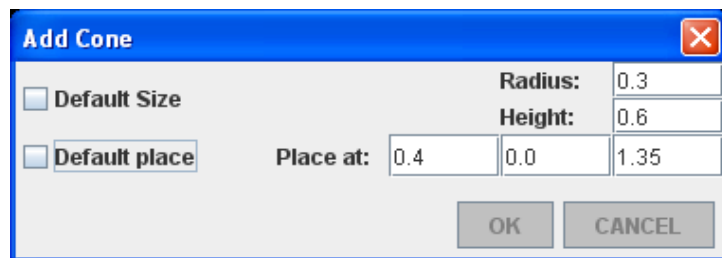 Add Cone
Default Size
Radius: 0.3
Height: 0.6
Default place Place at: 0.4 0.0 1.35
OK CANCEL